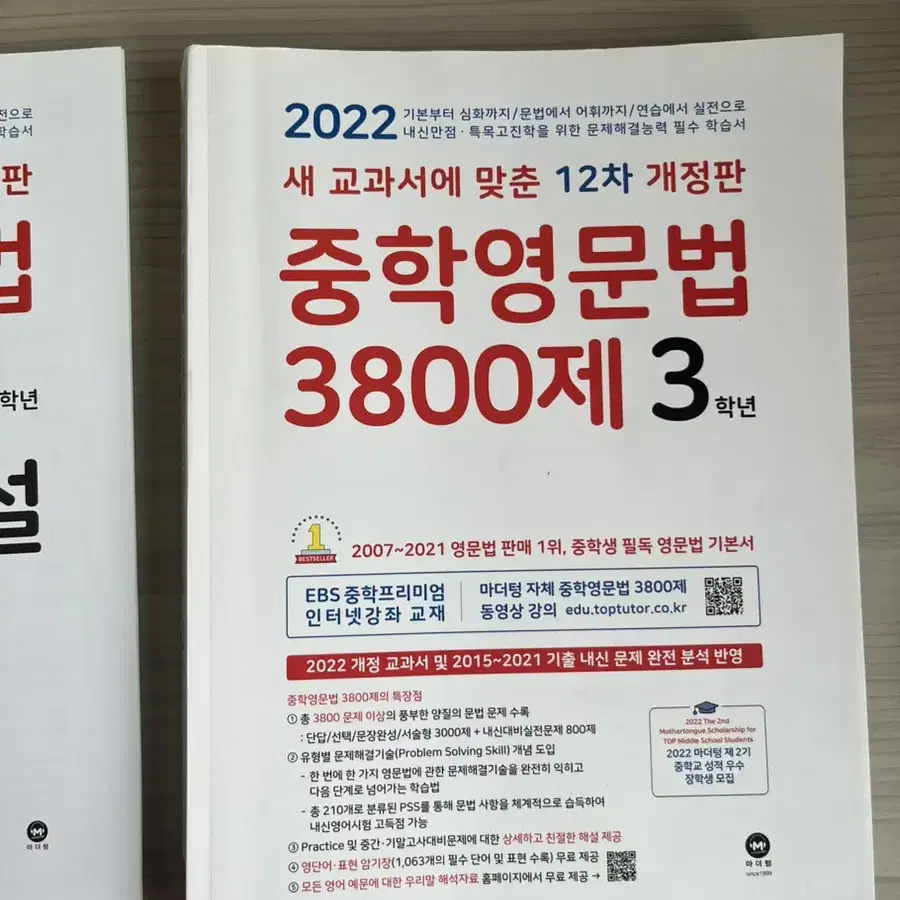 전으로
학습서
판
법
학년
설
마더텅
2022 기본부터 심화까지/문법에서 어휘까지/연습에서 실전으로
내신만점 · 특목고진학을 위한 문제해결능력 필수 학습서
새 교과서에 맞춘 12차 개정판
중학영문법
3800제 3학년
1
BESTSELLER
2007~2021 영문법 판매 1위, 중학생 필독 영문법 기본서
EBS 중학프리미엄
인터넷강좌 교재
마더텅 자체 중학영문법 3800제
동영상 강의 edu.toptutor.co.kr
2022 개정 교과서 및 2015~2021 기출 내신 문제 완전 분석 반영
중학영문법 3800제의 특장점
① 총 3800 문제 이상의 풍부한 양질의 문법 문제 수록
: 단답/선택/문장완성/서술형 3000제 + 내신대비실전문제 800제
② 유형별 문제해결기술(Problem Solving Skill) 개념 도입
- 한 번에 한 가지 영문법에 관한 문제해결기술을 완전히 익히고
다음 단계로 넘어가는 학습법
- 총 210개로 분류된 PSS를 통해 문법 사항을 체계적으로 습득하여
내신영어시험 고득점 가능
③ Practice 및 중간·기말고사대비문제에 대한 상세하고 친절한 해설 제공
④ 영단어·표현 암기장(1,063개의 필수 단어 및 표현 수록) 무료 제공
⑤ 모든 영어 예문에 대한 우리말 해석자료 홈페이지에서 무료 제공 →
2022 The 2nd
Mothertongue Scholarship for
TOP Middle School Students
2022 마더텅 제 2기
중학교 성적 우수
장학생 모집
마더텅
since1999